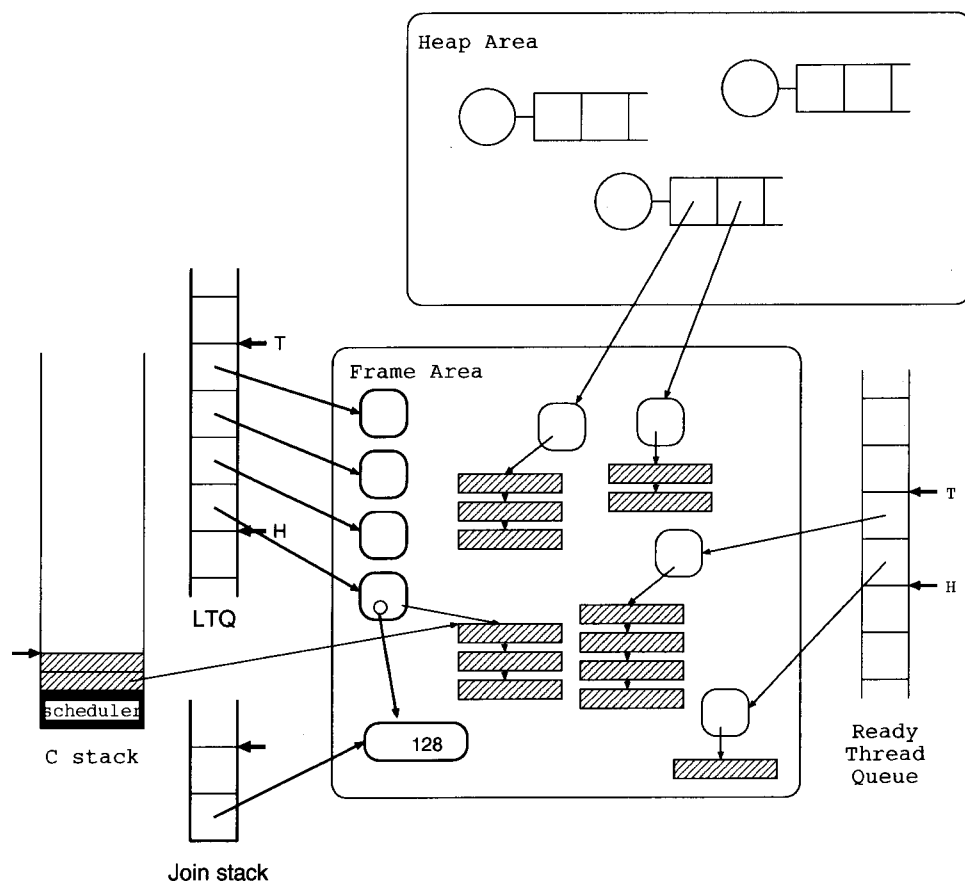 Heap Area
T
Frame Area
T
H
H
LTQ
scheduler
C stack
128
Ready
Thread
Queue
Join stack